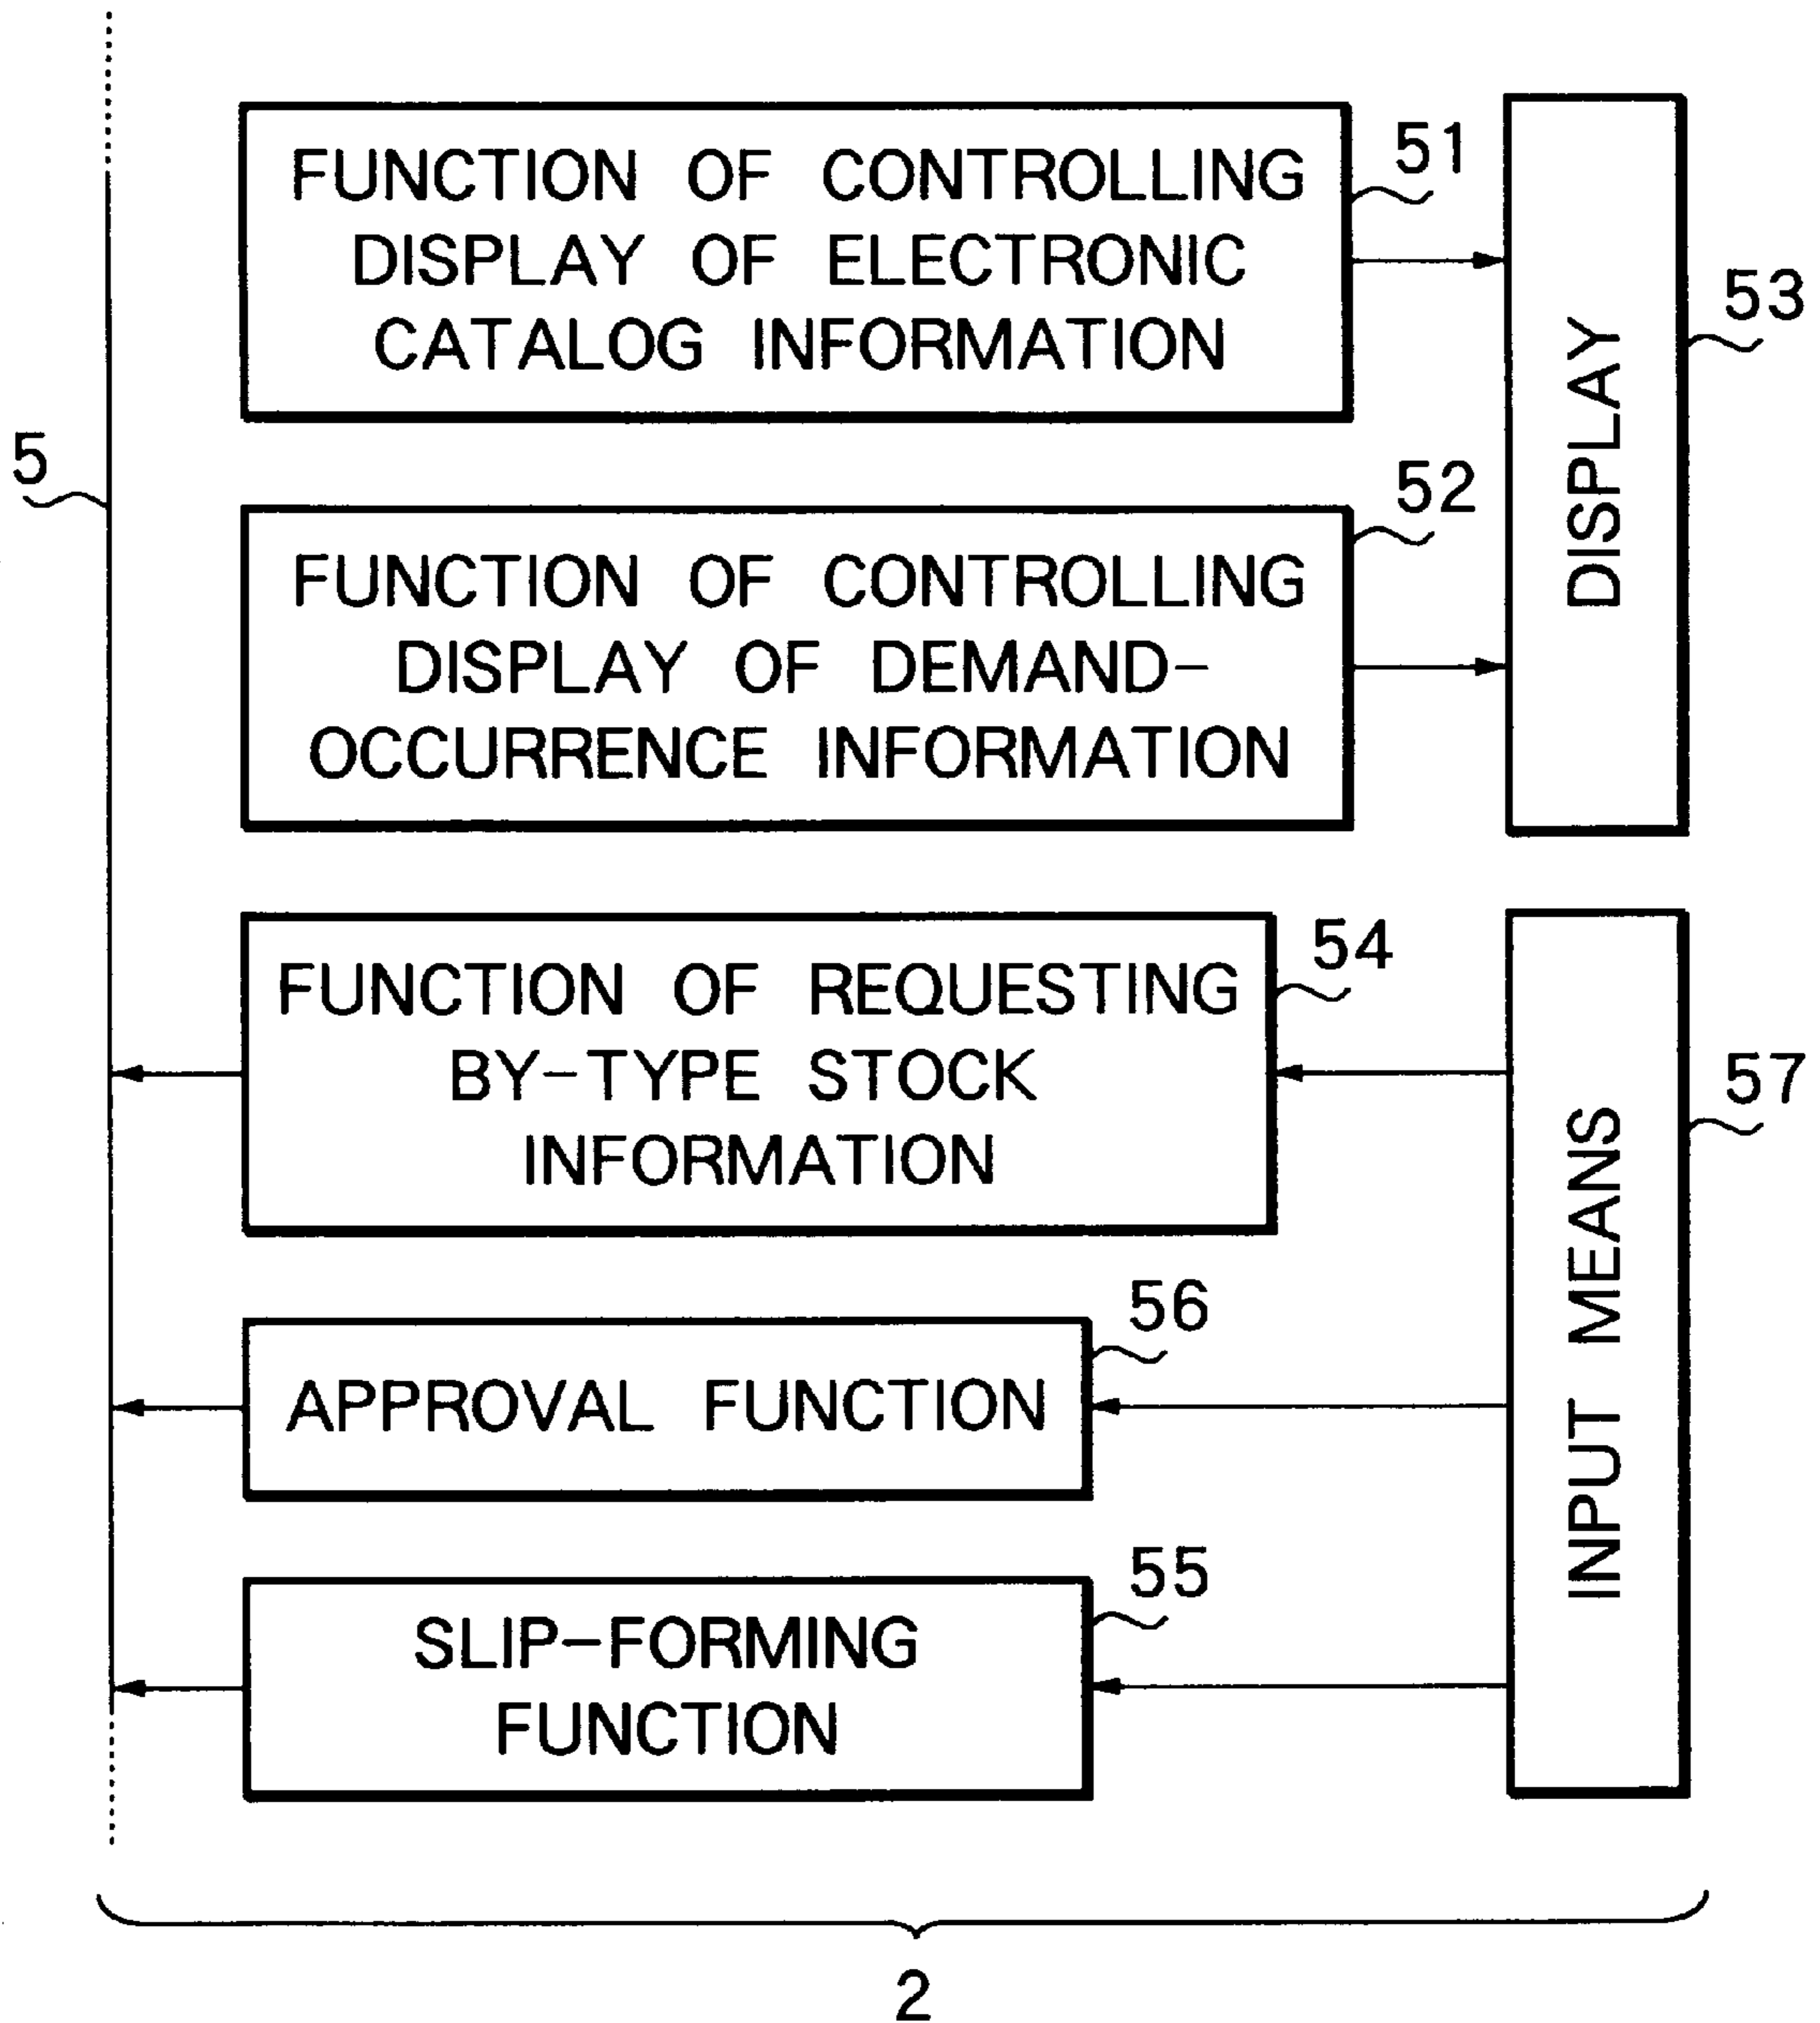 FUNCTION OF CONTROLLING
DISPLAY OF ELECTRONIC
CATALOG INFORMATION
51
DISPLAY
53
5
FUNCTION OF CONTROLLING
DISPLAY OF DEMAND-
OCCURRENCE INFORMATION
52
FUNCTION OF REQUESTING
BY-TYPE STOCK
INFORMATION
54
INPUT MEANS
57
APPROVAL FUNCTION
56
SLIP-FORMING
FUNCTION
55
2